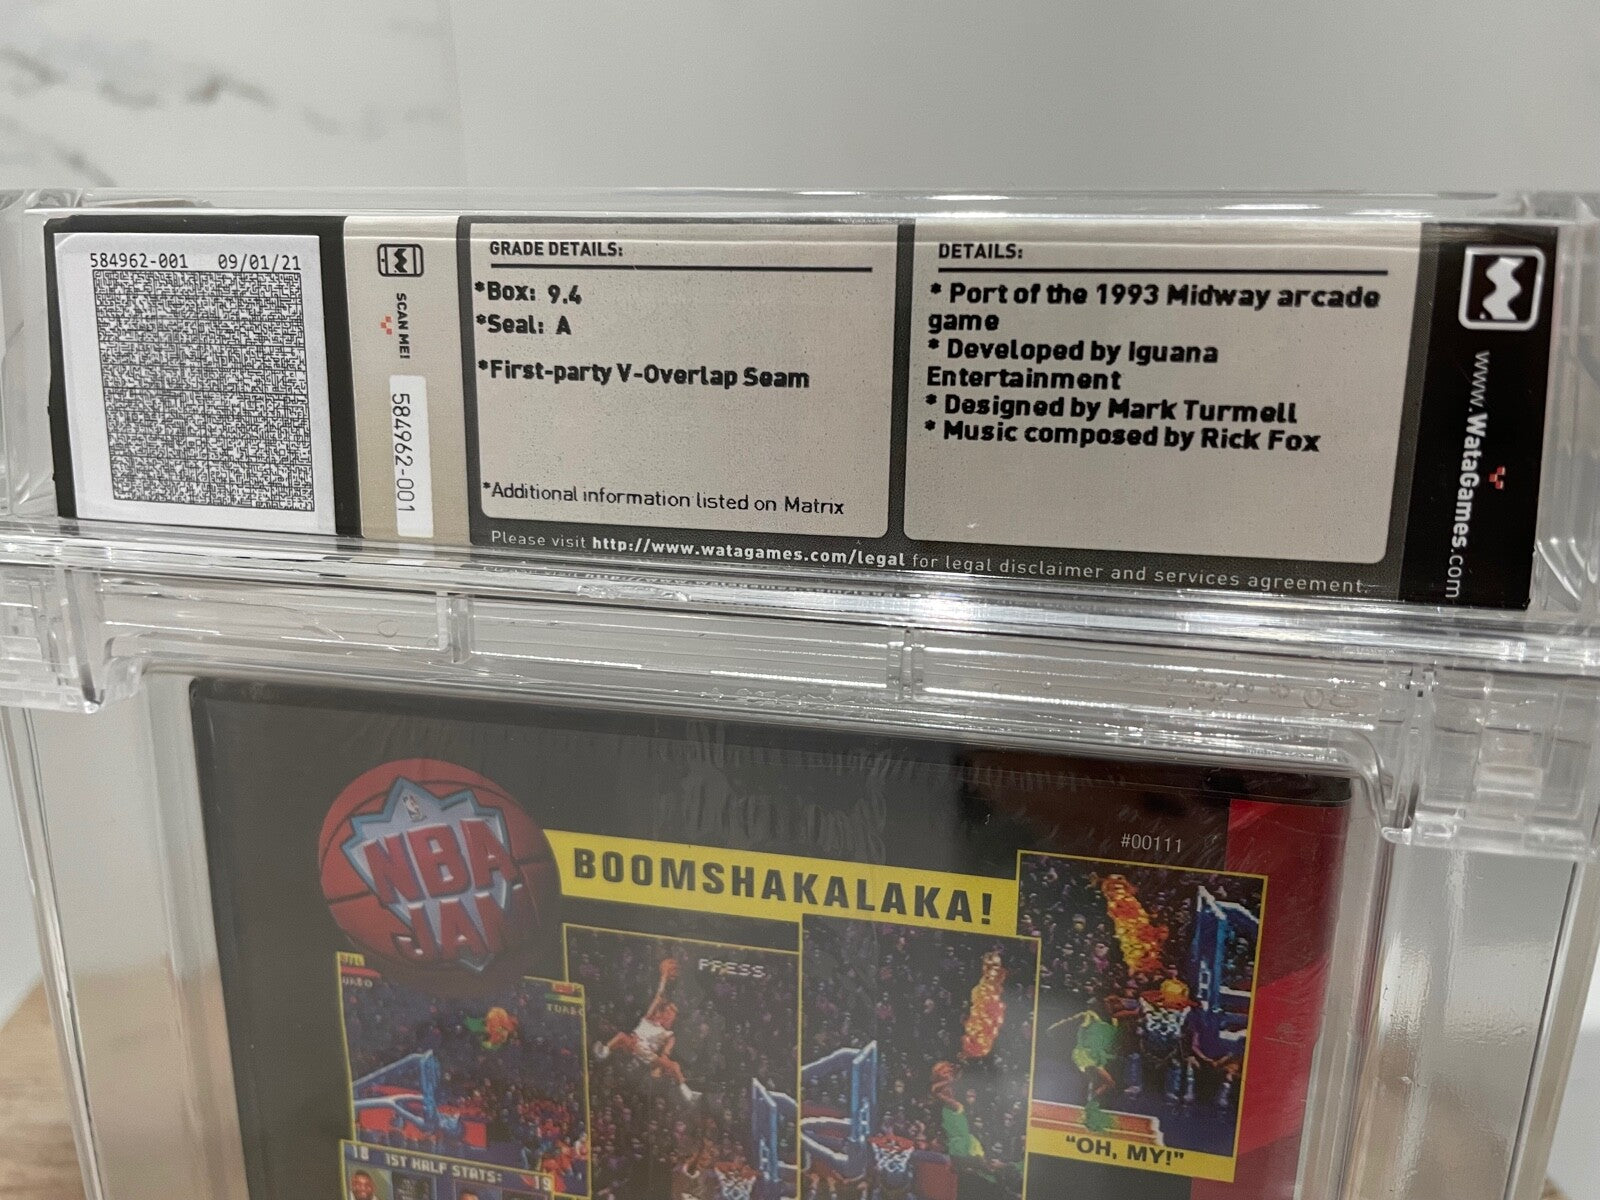 584962-001 09/01/21
SCAN ME!
584962-001
GRADE DETAILS:
*Box: 9.4
*Seal: A
*First-party V-Overlap Seam
*Additional information listed on Matrix
DETAILS:
* Port of the 1993 Midway arcade
game
* Developed by Iguana
Entertainment
* Designed by Mark Turmell
* Music composed by Rick Fox
Please visit http://www.watagames.com/legal for legal disclaimer and services agreement.
www.WataGames.com
#00111
NBA
JAM
BOOMSHAKALAKA!
PRESS
TURBO
"OH, MY!"
18 1ST HALF STATS: 19